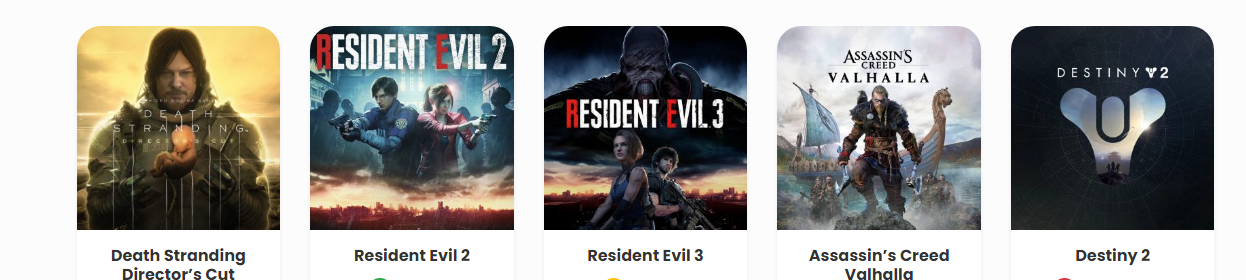 DEATH
STRANDING
DIRECTOR'S CUT
RESIDENT EVIL 2
RESIDENT EVIL 3
ASSASSIN'S
CREED
VALHALLA
DESTINY 2
Death Stranding
Director's Cut
Resident Evil 2
Resident Evil 3
Assassin's Creed
Valhalla
Destiny 2